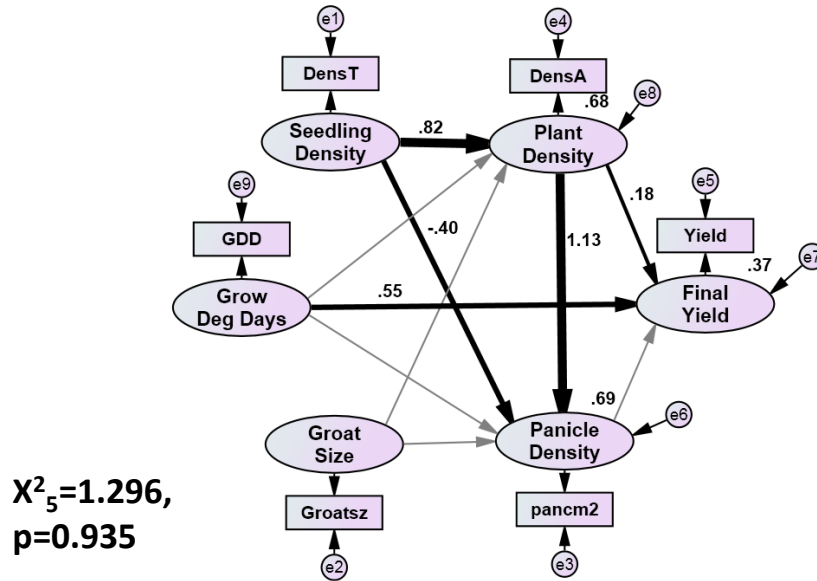 e1
e4
DensT
DensA
e8
.68
Seedling
Density
.82
Plant
Density
e9
e5
.18
GDD
-.40
1.13
Yield
e7
.37
Grow
Deg Days
.55
Final
Yield
.69
e6
Groat
Size
Panicle
Density
X²₅=1.296,
p=0.935
Groatsz
pancm2
e2
e3